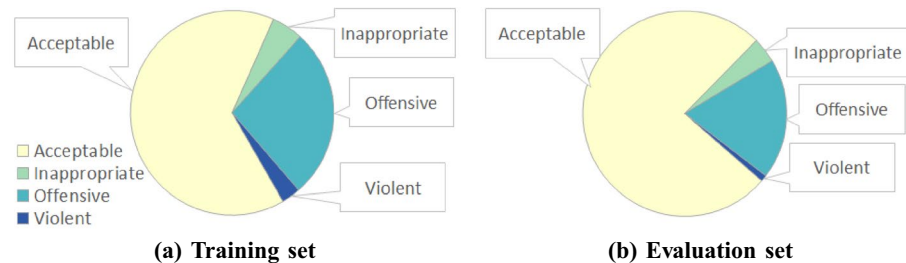 Acceptable
Inappropriate
Offensive
Violent
Acceptable
Inappropriate
Offensive
Violent
(a) Training set
Acceptable
Inappropriate
Offensive
Violent
(b) Evaluation set